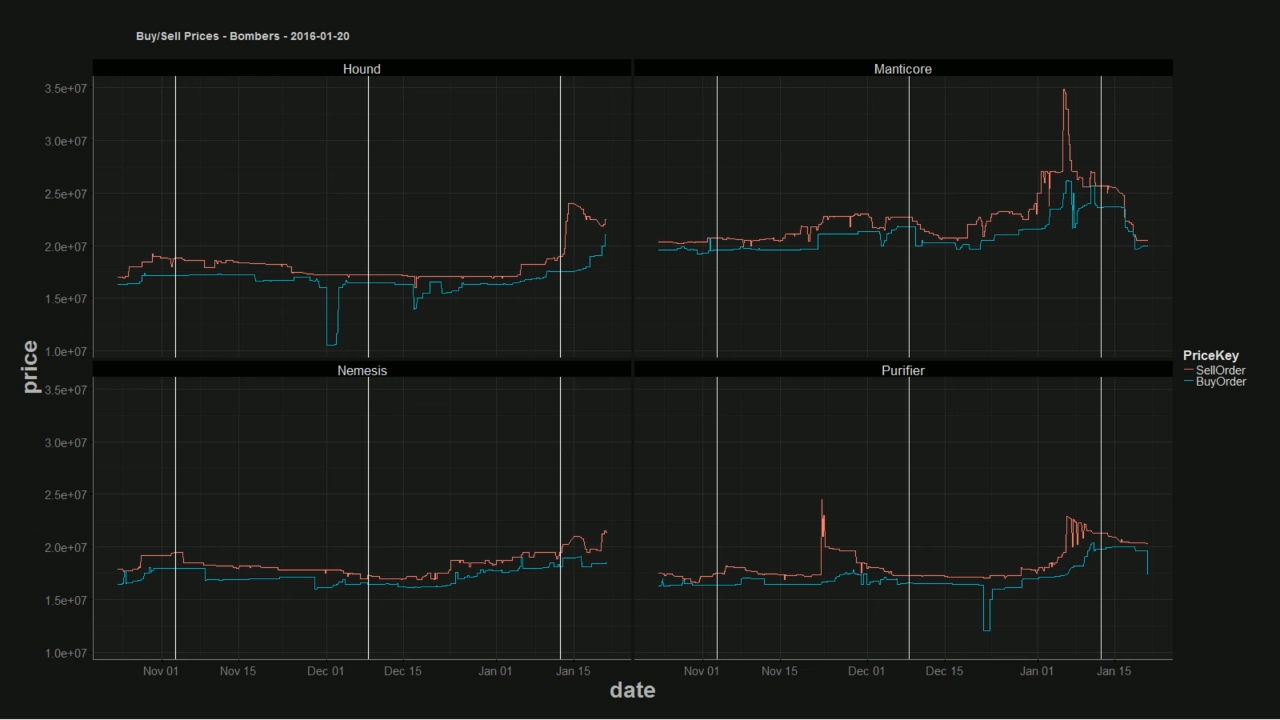 Buy/Sell Prices - Bombers - 2016-01-20
Hound
Manticore
3.5e+07
3.0e+07
2.5e+07
2.0e+07
1.5e+07
1.0e+07
price
Nemesis
Purifier
3.5e+07
3.0e+07
2.5e+07
2.0e+07
1.5e+07
1.0e+07
PriceKey
SellOrder
BuyOrder
Nov 01 Nov 15 Dec 01 Dec 15 Jan 01 Jan 15
Nov 01 Nov 15 Dec 01 Dec 15 Jan 01 Jan 15
date